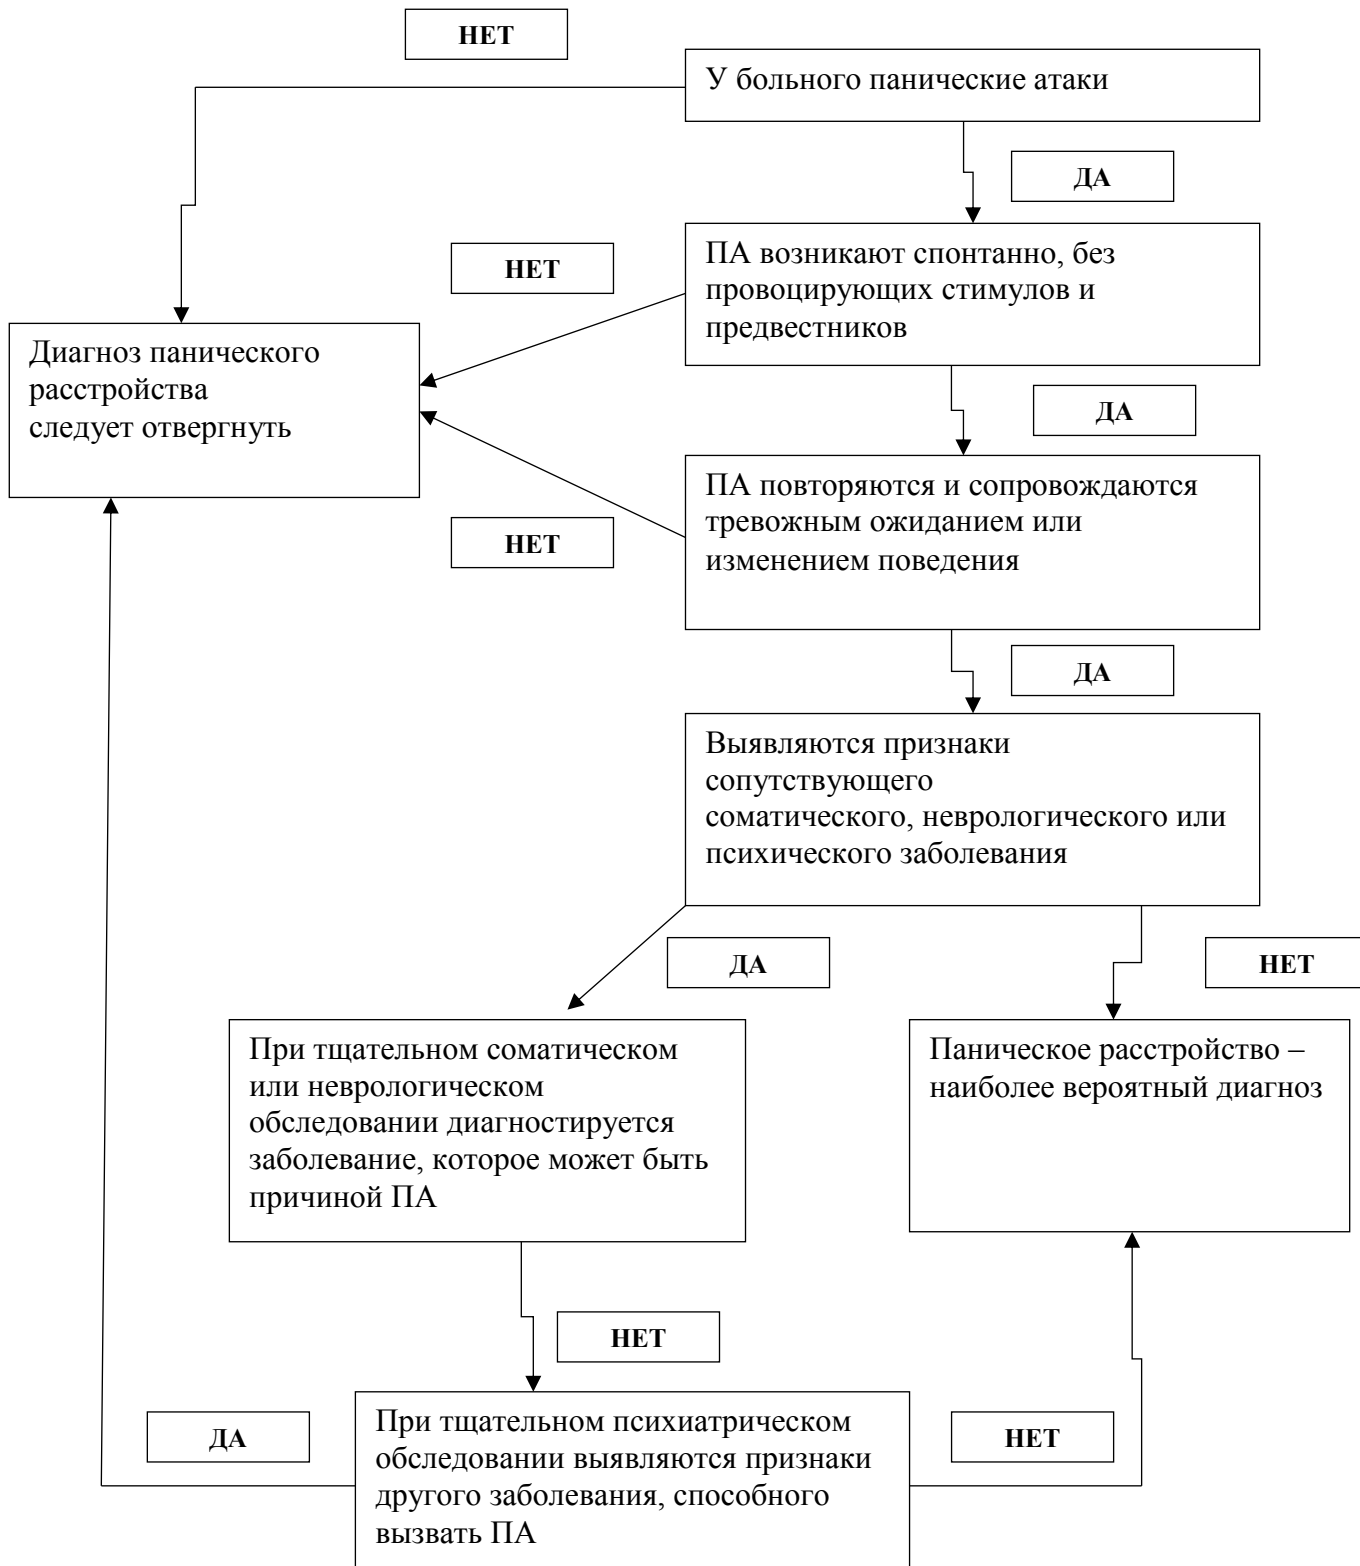 НЕТ
У больного панические атаки
ДА
НЕТ
ПА возникают спонтанно, без
провоцирующих стимулов и
предвестников
Диагноз панического
расстройства
следует отвергнуть
ДА
ПА повторяются и сопровождаются
тревожным ожиданием или
изменением поведения
НЕТ
ДА
Выявляются признаки
сопутствующего
соматического, неврологического или
психического заболевания
ДА
НЕТ
При тщательном соматическом
или неврологическом
обследовании диагностируется
заболевание, которое может быть
причиной ПА
Паническое расстройство –
наиболее вероятный диагноз
НЕТ
ДА
При тщательном психиатрическом
обследовании выявляются признаки
другого заболевания, способного
вызвать ПА
НЕТ